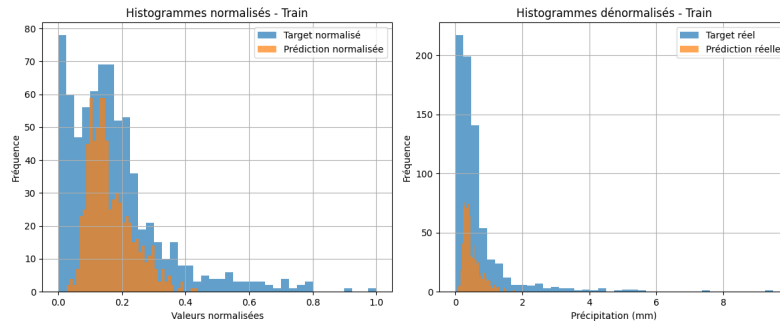 Histogrammes normalisés - Train
80
70
60
50
40
30
20
10
0
Fréquence
0.0 0.2 0.4 0.6 0.8 1.0
Valeurs normalisées
Target normalisé
Prédiction normalisée
Histogrammes dénormalisés - Train
200
150
100
50
0
Fréquence
0 2 4 6 8
Précipitation (mm)
Target réel
Prédiction réelle